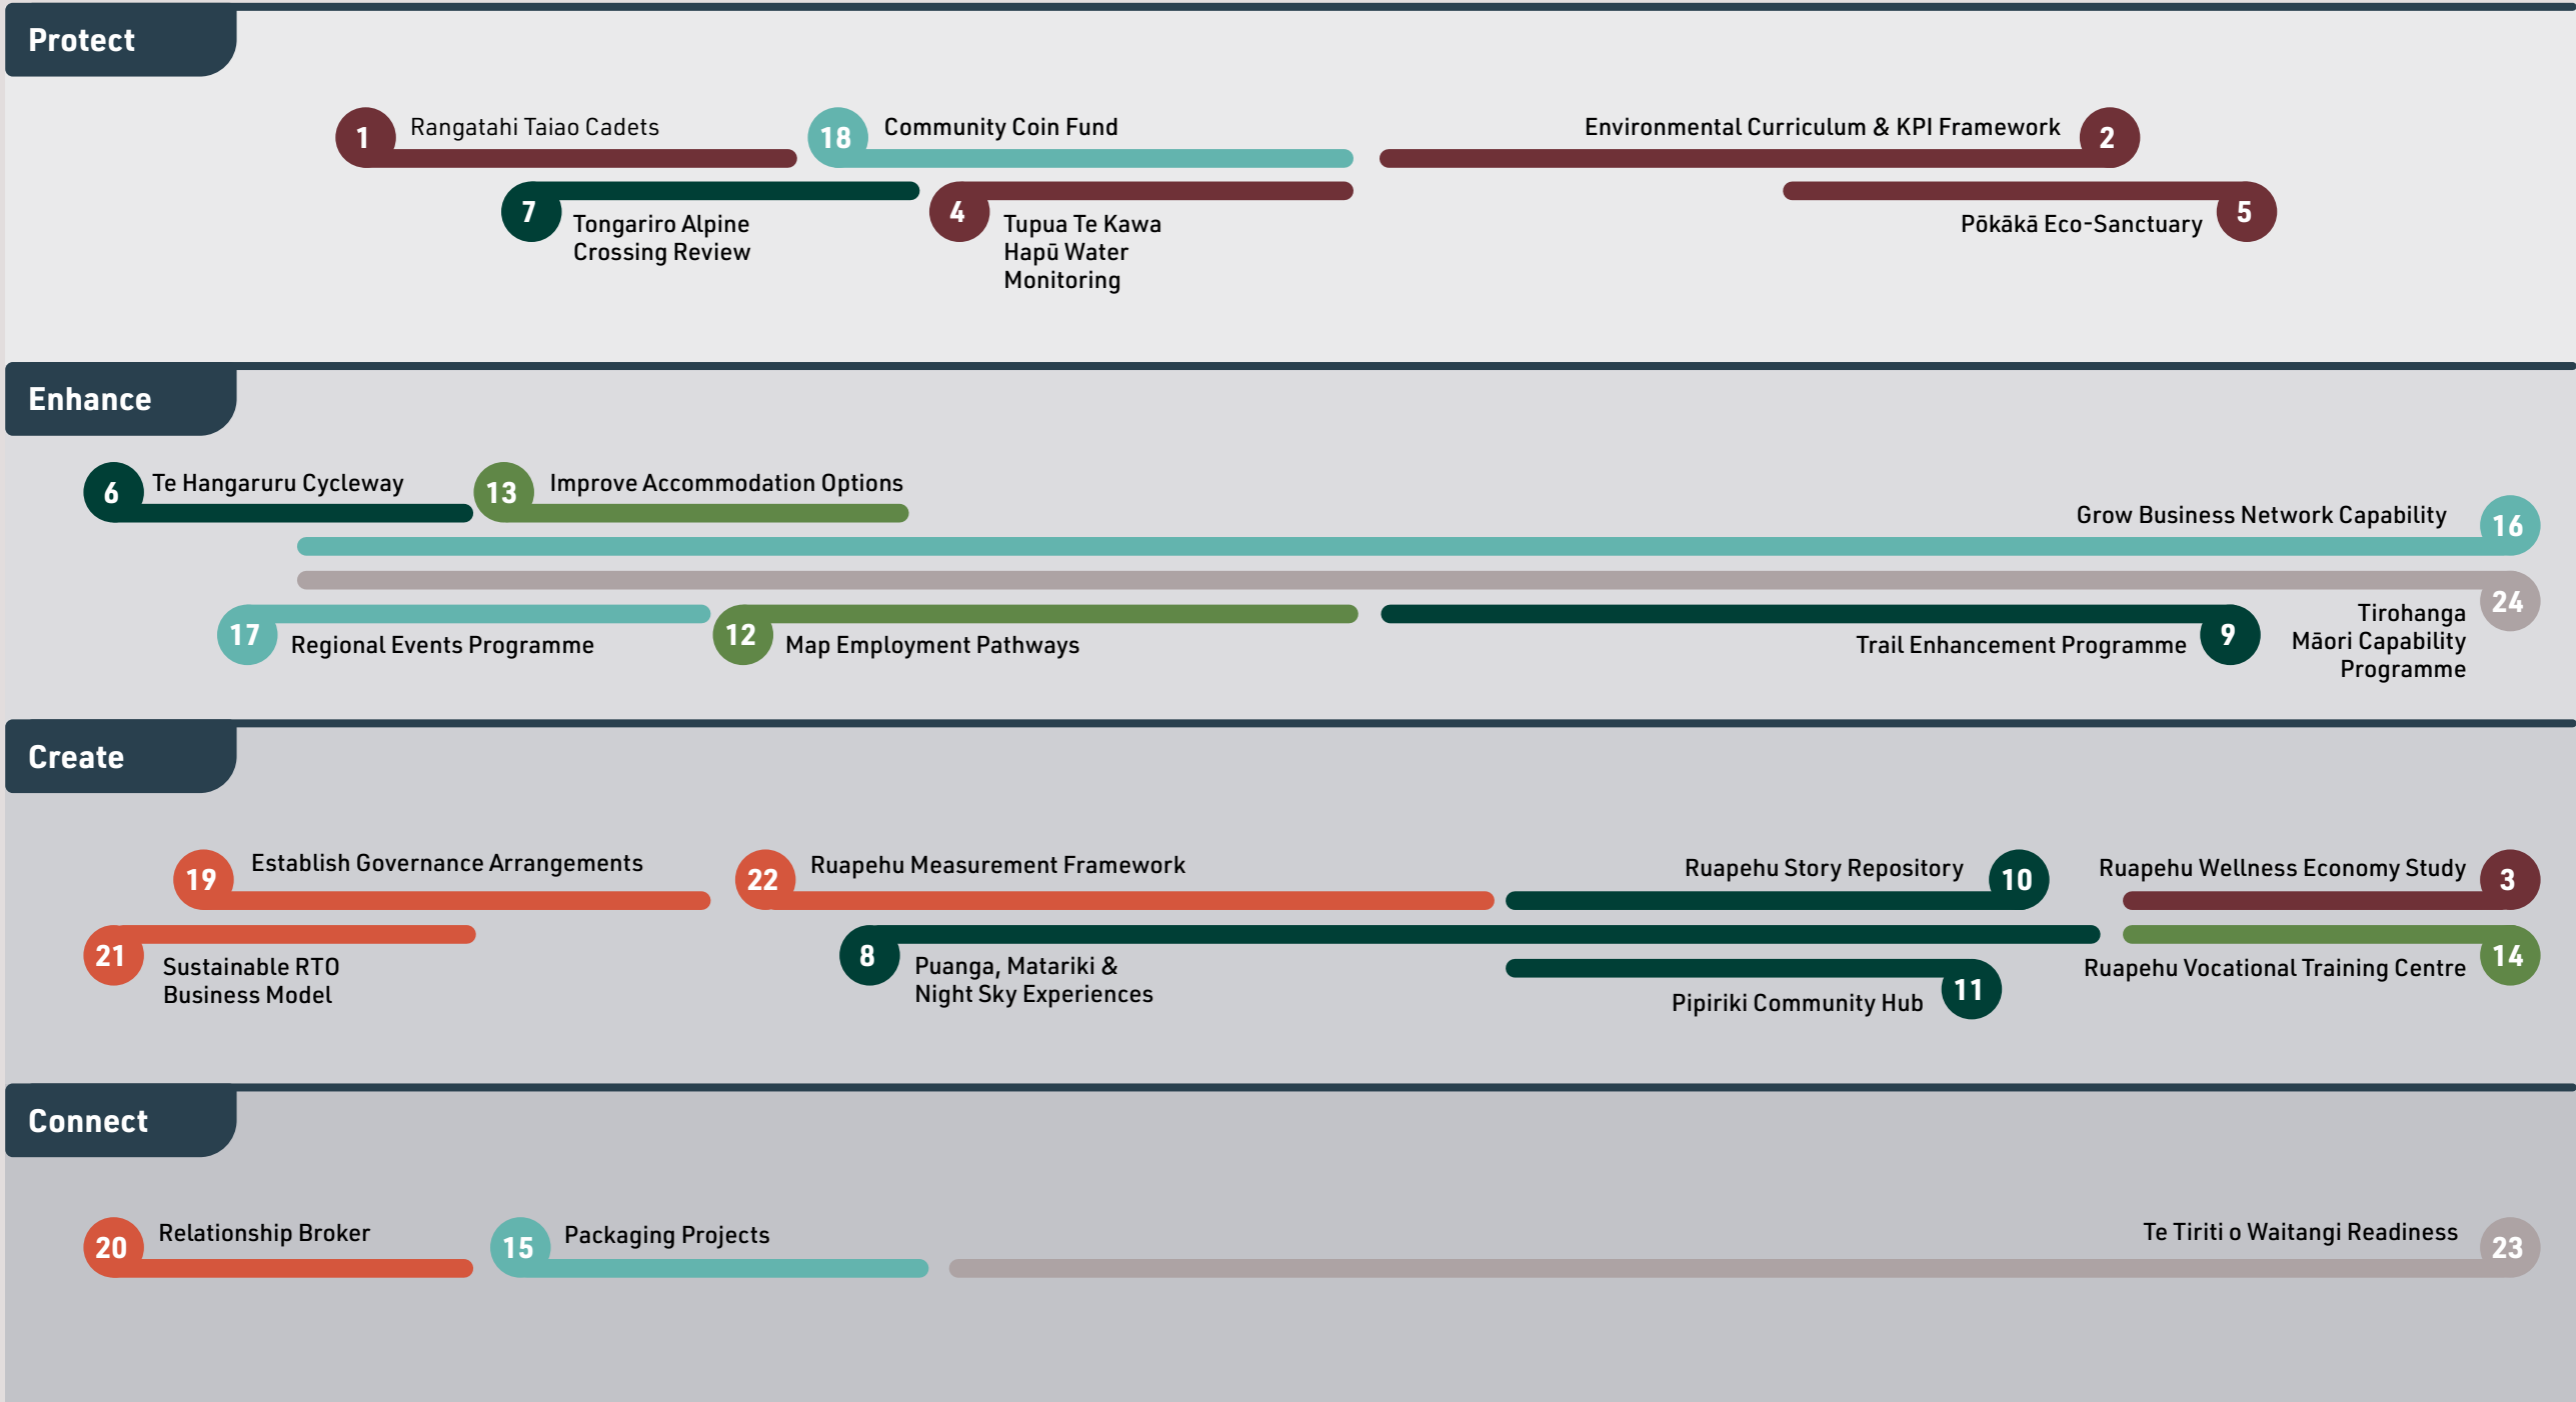 Protect
1 Rangatahi Taiao Cadets
18 Community Coin Fund
Environmental Curriculum & KPI Framework 2
7 Tongariro Alpine
Crossing Review
4 Tupua Te Kawa
Hapū Water
Monitoring
Pōkākā Eco-Sanctuary 5
Enhance
6 Te Hangaruru Cycleway
13 Improve Accommodation Options
Grow Business Network Capability 16
17 Regional Events Programme
12 Map Employment Pathways
Trail Enhancement Programme 9
Tirohanga 24
Māori Capability
Programme
Create
19 Establish Governance Arrangements
22 Ruapehu Measurement Framework
Ruapehu Story Repository 10
Ruapehu Wellness Economy Study 3
21 Sustainable RTO
Business Model
8 Puanga, Matariki &
Night Sky Experiences
Pipiriki Community Hub 11
Ruapehu Vocational Training Centre 14
Connect
20 Relationship Broker
15 Packaging Projects
Te Tiriti o Waitangi Readiness 23